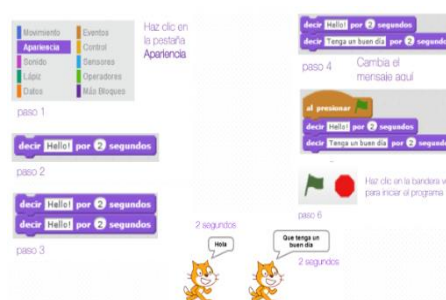 Movimiento
Apariencia
Sonido
Lápiz
Datos
Eventos
Control
Sensores
Operadores
Más Bloques
Haz clic en
la pestaña
Apariencia
paso 1
decir Hello! por 2 segundos
paso 2
decir Hello! por 2 segundos
decir Hello! por 2 segundos
paso 3
decir Hello! por 2 segundos
decir Tenga un buen día por 2 segundos
paso 4
Cambia el
mensaje aquí
al presionar
decir Hello! por 2 segundos
decir Tenga un buen día por 2 segundos
Haz clic en la bandera
para iniciar el programa
paso 6
2 segundos
Hola
Que tenga un
buen día
2 segundos